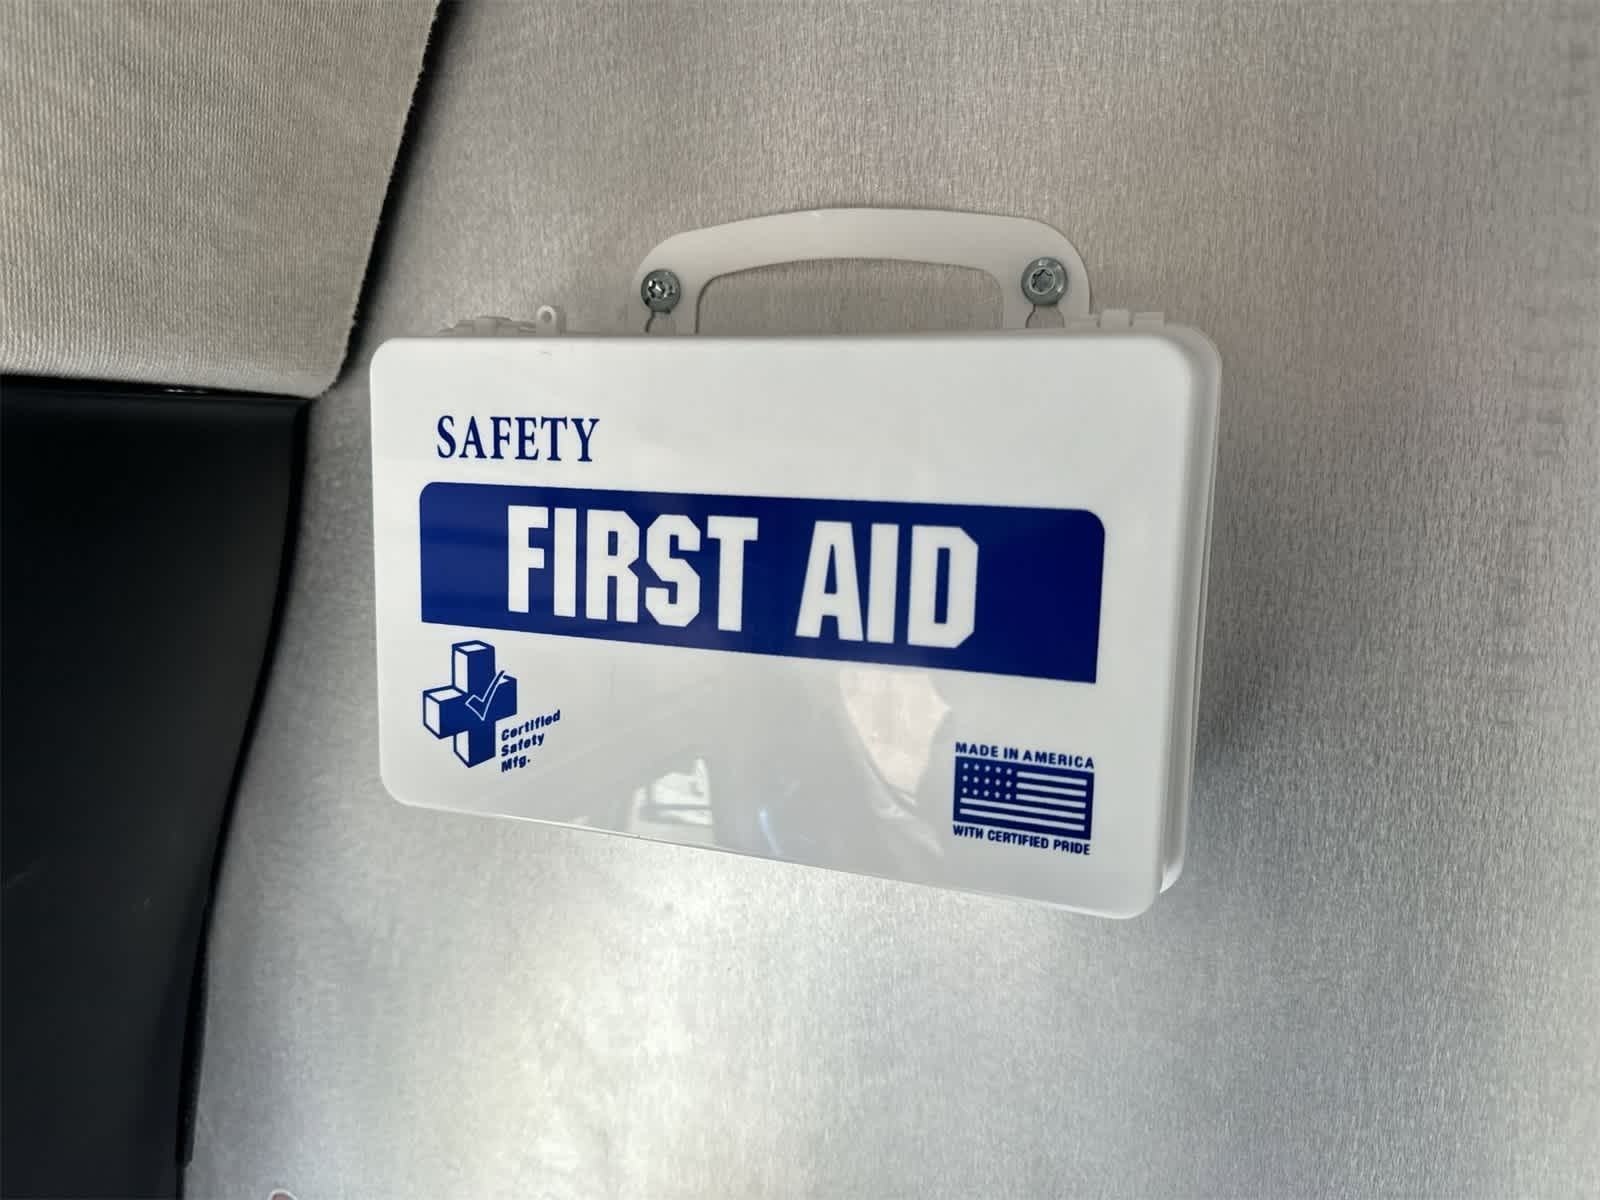 SAFETY
FIRST AID
Certified
Safety
Mfg.
MADE IN AMERICA
WITH CERTIFIED PRIDE